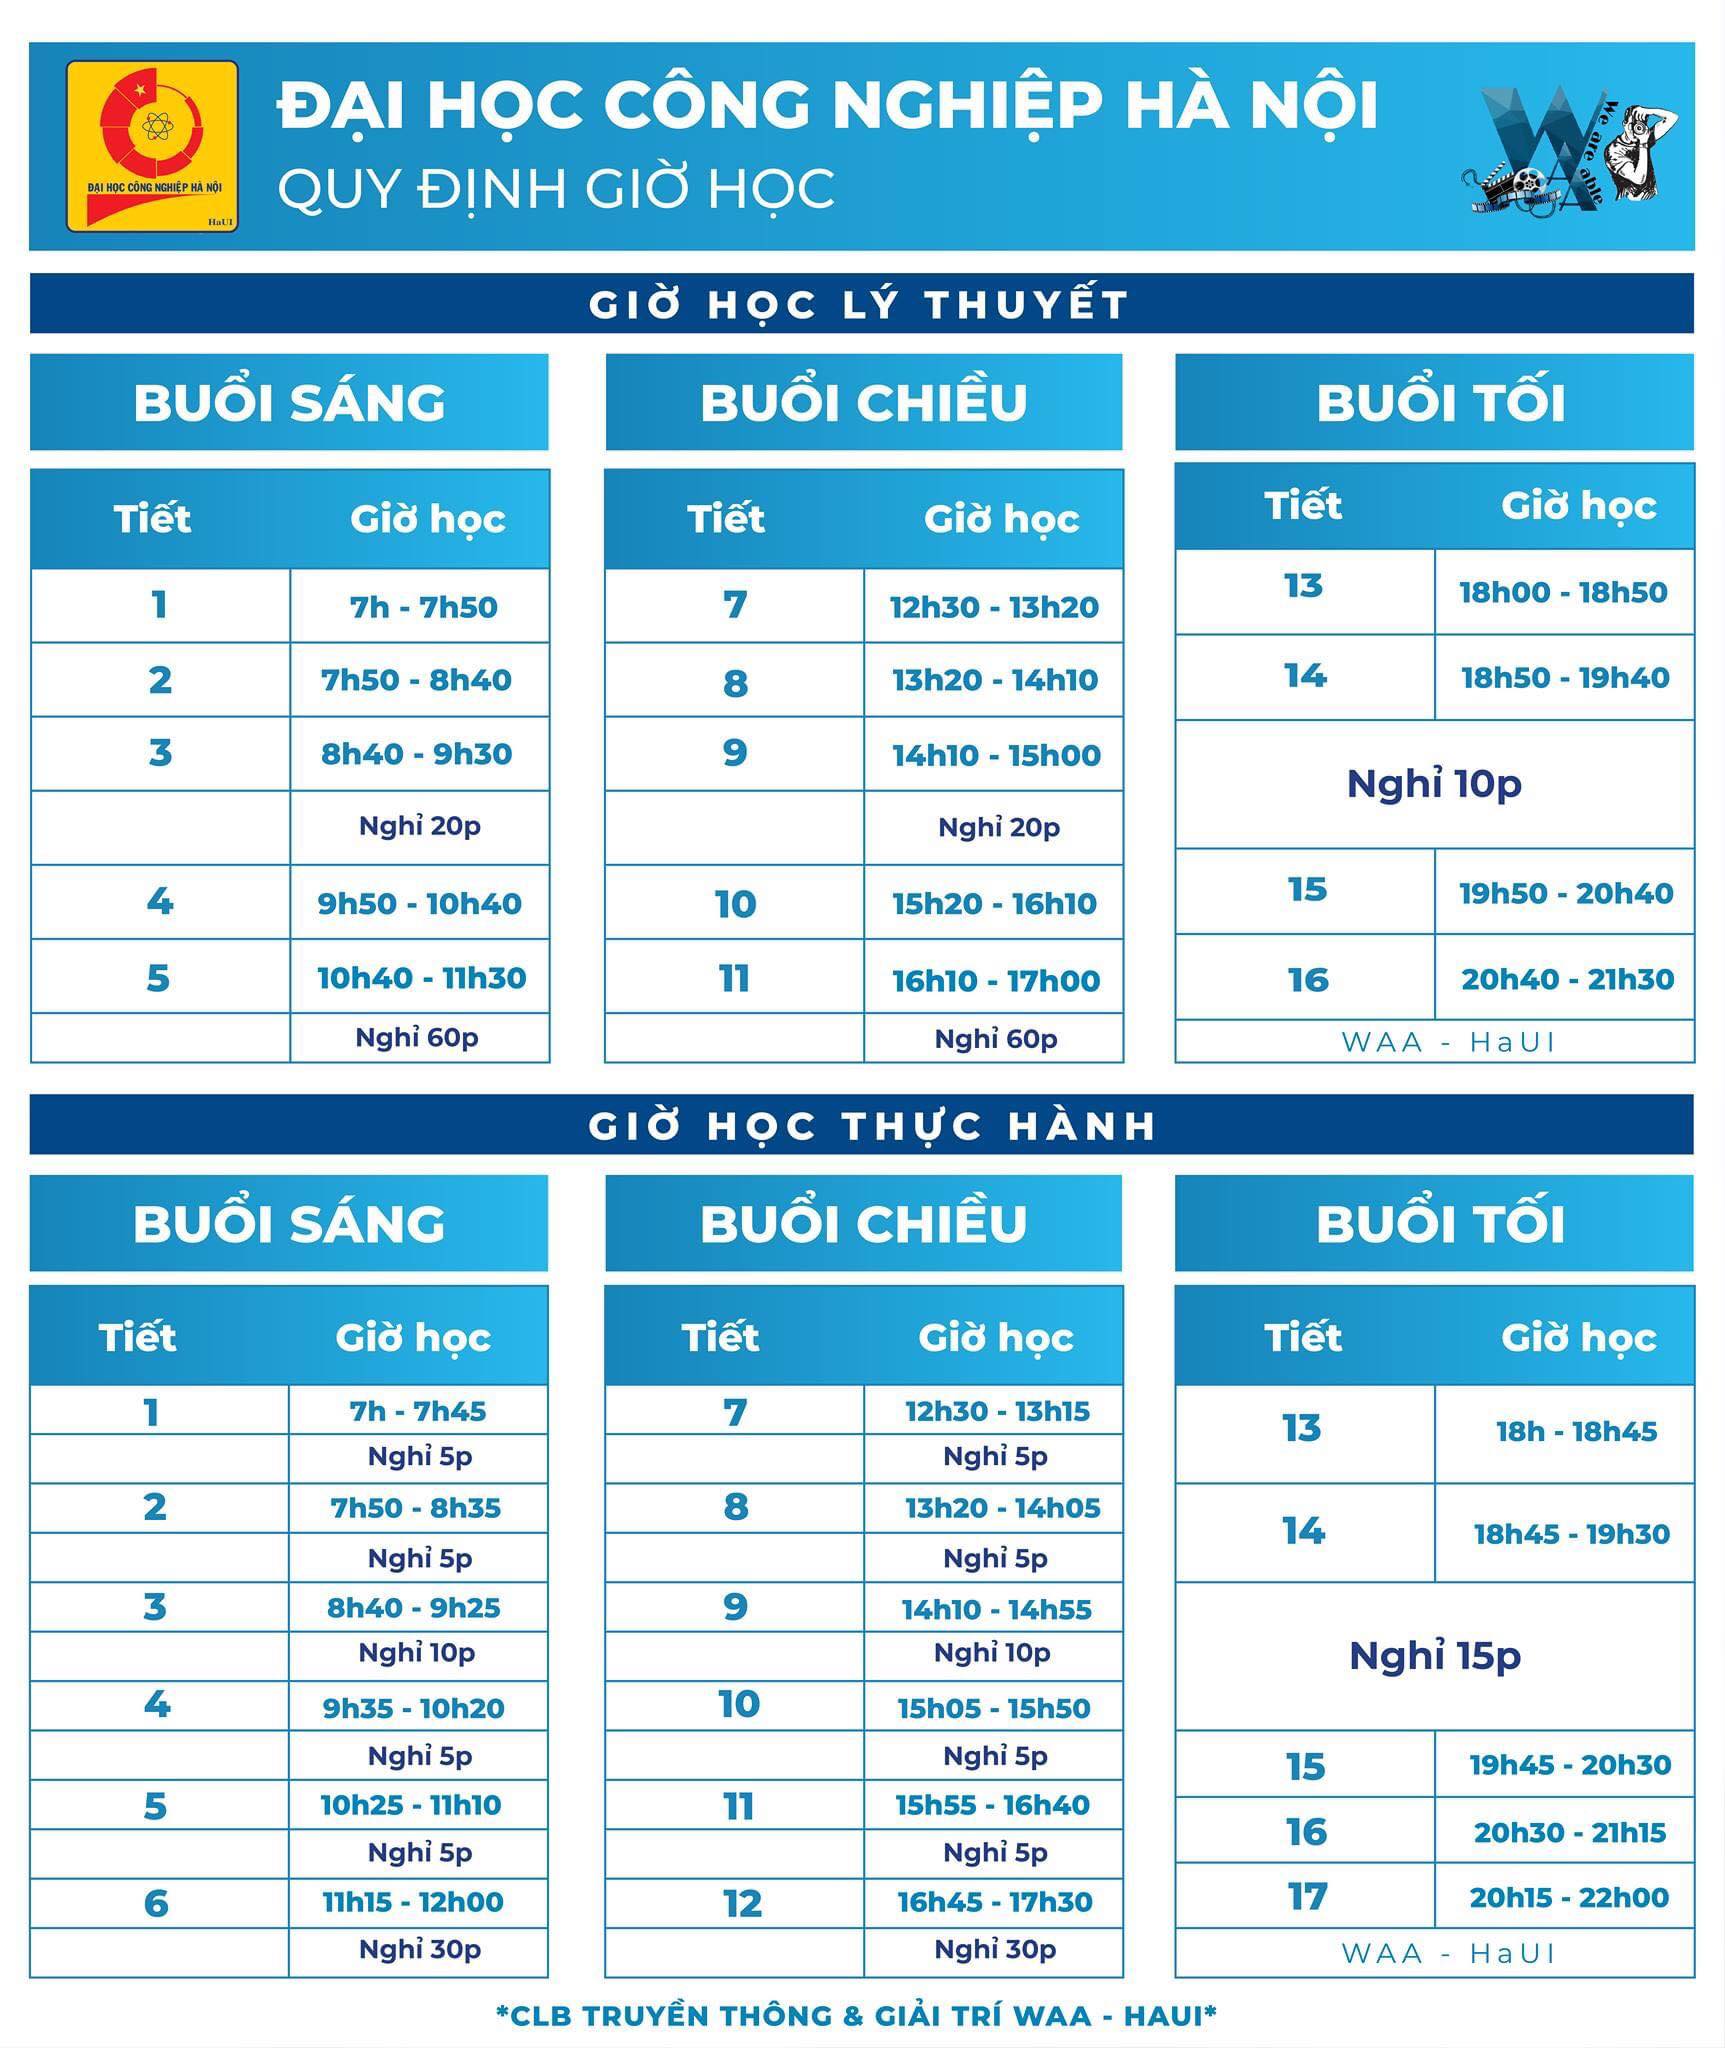 ĐẠI HỌC CÔNG NGHIỆP HÀ NỘI
QUY ĐỊNH GIỜ HỌC
ĐẠI HỌC CÔNG NGHIỆP HÀ NỘI
HaUI
We are able
WAA
GIỜ HỌC LÝ THUYẾT
BUỔI SÁNG
Tiết Giờ học
1 7h - 7h50
2 7h50 - 8h40
3 8h40 - 9h30
Nghỉ 20p
4 9h50 - 10h40
5 10h40 - 11h30
Nghỉ 60p
BUỔI CHIỀU
Tiết Giờ học
7 12h30 - 13h20
8 13h20 - 14h10
9 14h10 - 15h00
Nghỉ 20p
10 15h20 - 16h10
11 16h10 - 17h00
Nghỉ 60p
BUỔI TỐI
Tiết Giờ học
13 18h00 - 18h50
14 18h50 - 19h40
Nghỉ 10p
15 19h50 - 20h40
16 20h40 - 21h30
WAA - HaUI
GIỜ HỌC THỰC HÀNH
BUỔI SÁNG
Tiết Giờ học
1 7h - 7h45
Nghỉ 5p
2 7h50 - 8h35
Nghỉ 5p
3 8h40 - 9h25
Nghỉ 10p
4 9h35 - 10h20
Nghỉ 5p
5 10h25 - 11h10
Nghỉ 5p
6 11h15 - 12h00
Nghỉ 30p
BUỔI CHIỀU
Tiết Giờ học
7 12h30 - 13h15
Nghỉ 5p
8 13h20 - 14h05
Nghỉ 5p
9 14h10 - 14h55
Nghỉ 10p
10 15h05 - 15h50
Nghỉ 5p
11 15h55 - 16h40
Nghỉ 5p
12 16h45 - 17h30
Nghỉ 30p
BUỔI TỐI
Tiết Giờ học
13 18h - 18h45
14 18h45 - 19h30
Nghỉ 15p
15 19h45 - 20h30
16 20h30 - 21h15
17 20h15 - 22h00
WAA - HaUI
*CLB TRUYỀN THÔNG & GIẢI TRÍ WAA - HAUI*